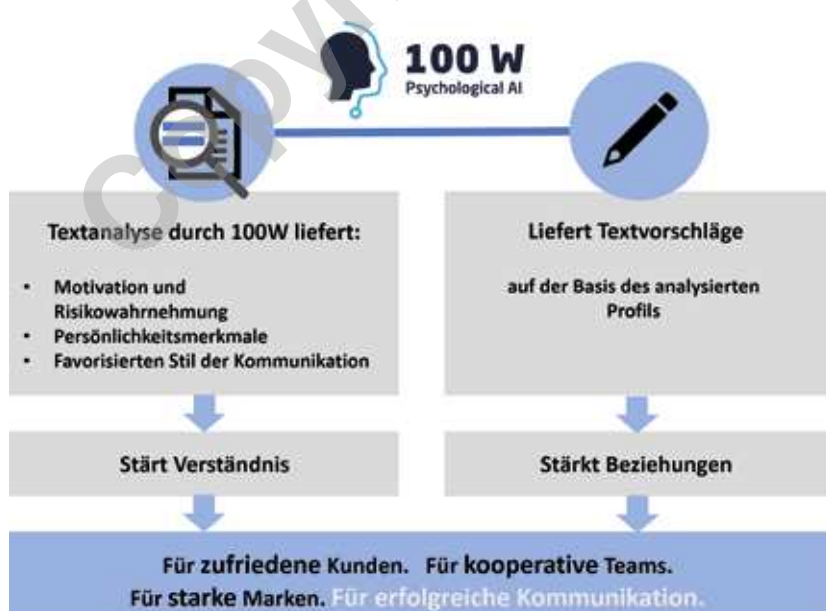 Copyr
100 W
Psychological AI
Textanalyse durch 100W liefert:
• Motivation und
Risikowahrnehmung
• Persönlichkeitsmerkmale
• Favorisierten Stil der Kommunikation
Stärt Verständnis
Liefert Textvorschläge
auf der Basis des analysierten
Profils
Stärkt Beziehungen
Für zufriedene Kunden. Für kooperative Teams.
Für starke Marken. Für erfolgreiche Kommunikation.